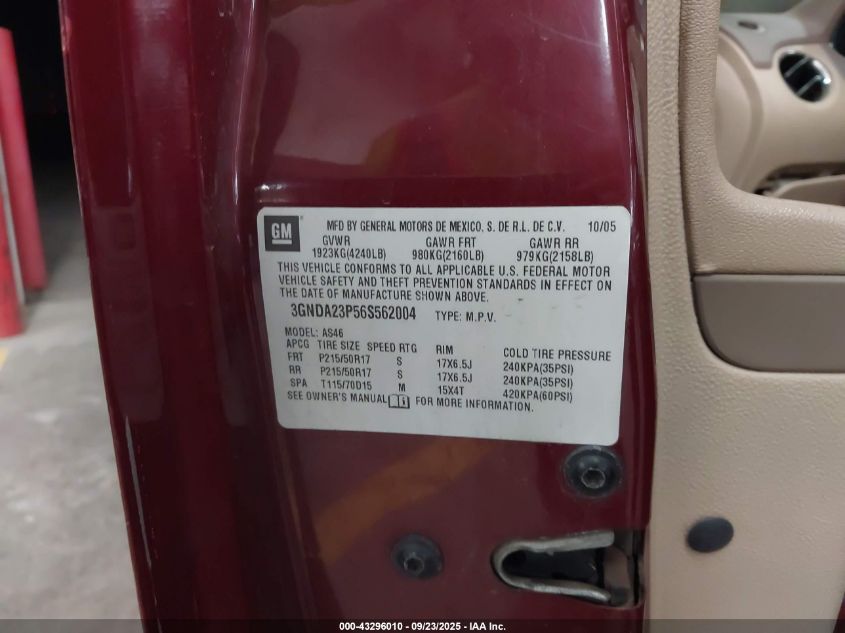 GM
MFD BY GENERAL MOTORS DE MEXICO. S. DE R.L. DE C.V. 10/05
GVWR GAWR FRT GAWR RR
1923KG(4240LB) 980KG(2160LB) 979KG(2158LB)
THIS VEHICLE CONFORMS TO ALL APPLICABLE U.S. FEDERAL MOTOR
VEHICLE SAFETY AND THEFT PREVENTION STANDARDS IN EFFECT ON
THE DATE OF MANUFACTURE SHOWN ABOVE.
3GNDA23P56S562004 TYPE: M.P.V.
MODEL: AS46
APCG TIRE SIZE SPEED RTG RIM COLD TIRE PRESSURE
FRT P215/50R17 S 17X6.5J 240KPA(35PSI)
RR P215/50R17 S 17X6.5J 240KPA(35PSI)
SPA T115/70D15 M 15X4T 420KPA(60PSI)
SEE OWNER'S MANUAL FOR MORE INFORMATION.
000-43296010 - 09/23/2025 - IAA Inc.